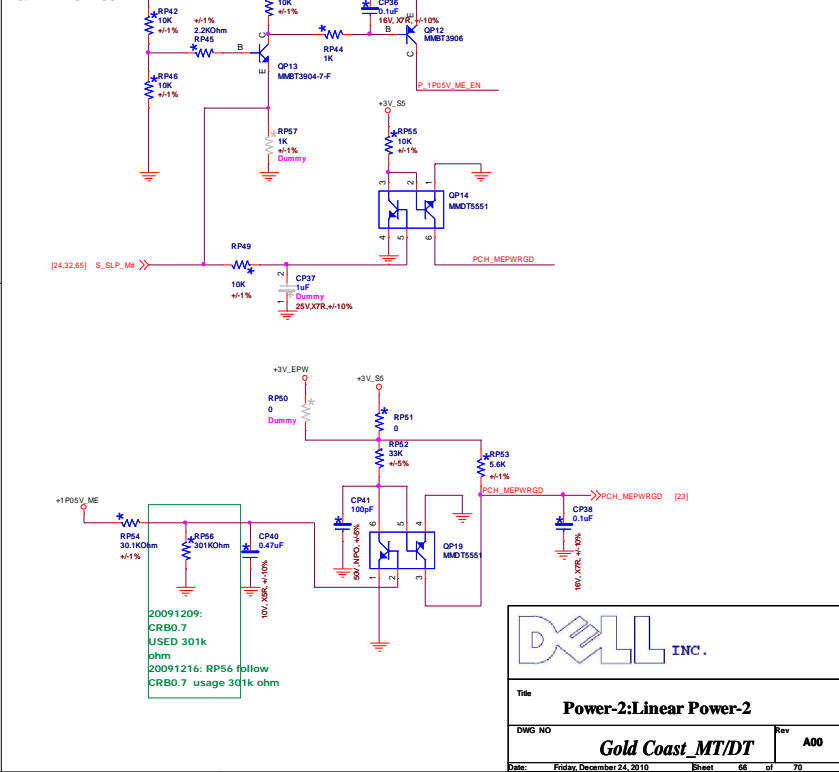 RP42
10K
+/-1%
+/-1%
2.2KOhm
RP45
10K
+/-1%
CP36
0.1uF
16V, X7R, +/-10%
E
B
C
QP12
MMBT3906
RP44
1K
B
C
E
QP13
MMBT3904-7-F
RP46
10K
+/-1%
P_1P05V_ME_EN
+3V_S5
RP57
1K
+/-1%
Dummy
RP55
10K
+/-1%
3
2
1
QP14
MMDT5551
4
5
6
RP49
[24,32,65] S_SLP_M#
10K
+/-1%
2
CP37
1uF
Dummy
1
25V,X7R,+/-10%
PCH_MEPWRGD
+3V_EPW
+3V_S5
RP50
0
Dummy
RP51
0
RP52
33K
+/-5%
RP53
5.6K
+/-1%
PCH_MEPWRGD
PCH_MEPWRGD [23]
+1P05V_ME
CP41
100pF
50V, NPO, +/-5%
6
5
4
CP38
0.1uF
16V, X7R, +/-10%
RP54
30.1KOhm
+/-1%
RP56
301KOhm
CP40
0.47uF
10V, X5R, +/-10%
QP19
MMDT5551
1
2
3
20091209:
CRB0.7
USED 301k
ohm
20091216: RP56 follow
CRB0.7 usage 301k ohm
DELL INC.
Title
Power-2:Linear Power-2
DWG NO
Gold Coast_MT/DT
Rev
A00
Date: Friday, December 24, 2010 Sheet 66 of 70